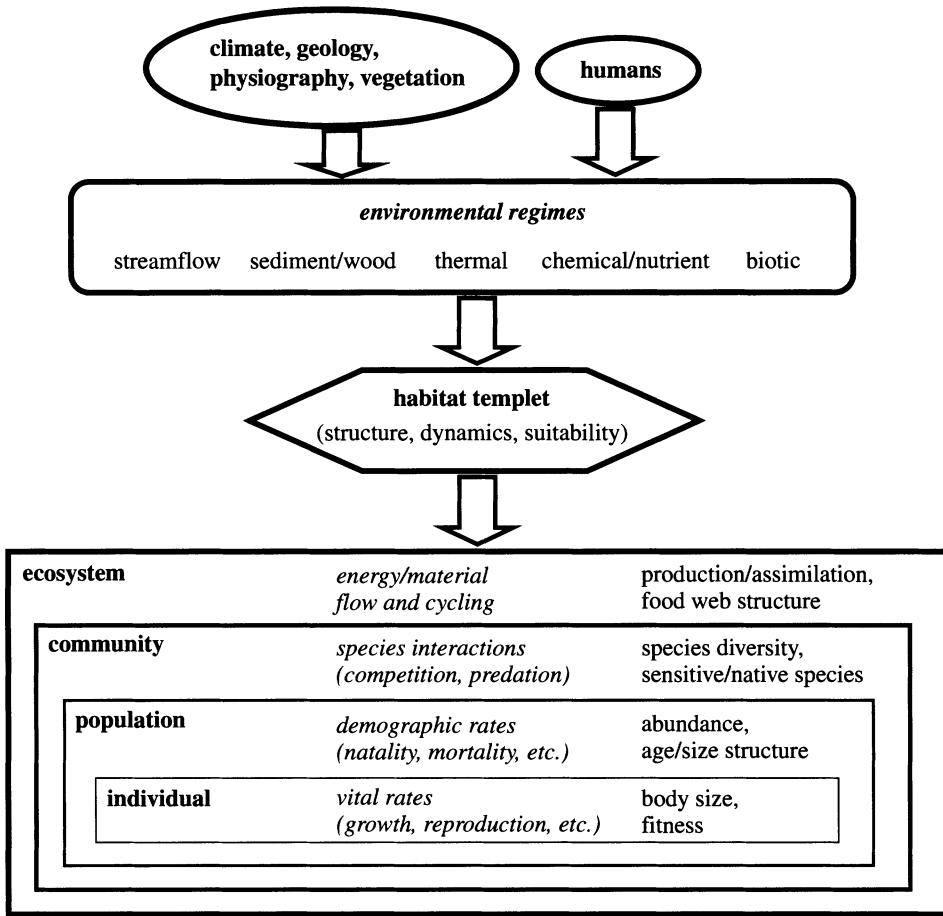 climate, geology,
physiography, vegetation
humans
environmental regimes
streamflow sediment/wood thermal chemical/nutrient biotic
habitat templet
(structure, dynamics, suitability)
ecosystem energy/material production/assimilation,
flow and cycling food web structure
community species interactions species diversity,
(competition, predation) sensitive/native species
population demographic rates abundance,
(natality, mortality, etc.) age/size structure
individual vital rates body size,
(growth, reproduction, etc.) fitness